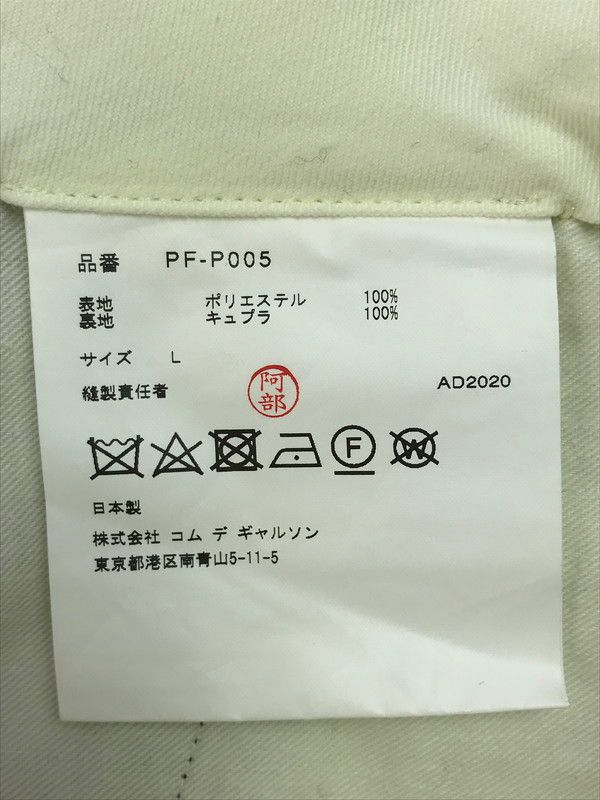 品番 PF-P005
表地 ポリエステル 100%
裏地 キュプラ 100%
サイズ L
縫製責任者 阿部 AD2020
F W
日本製
株式会社 コム デ ギャルソン
東京都港区南青山5-11-5